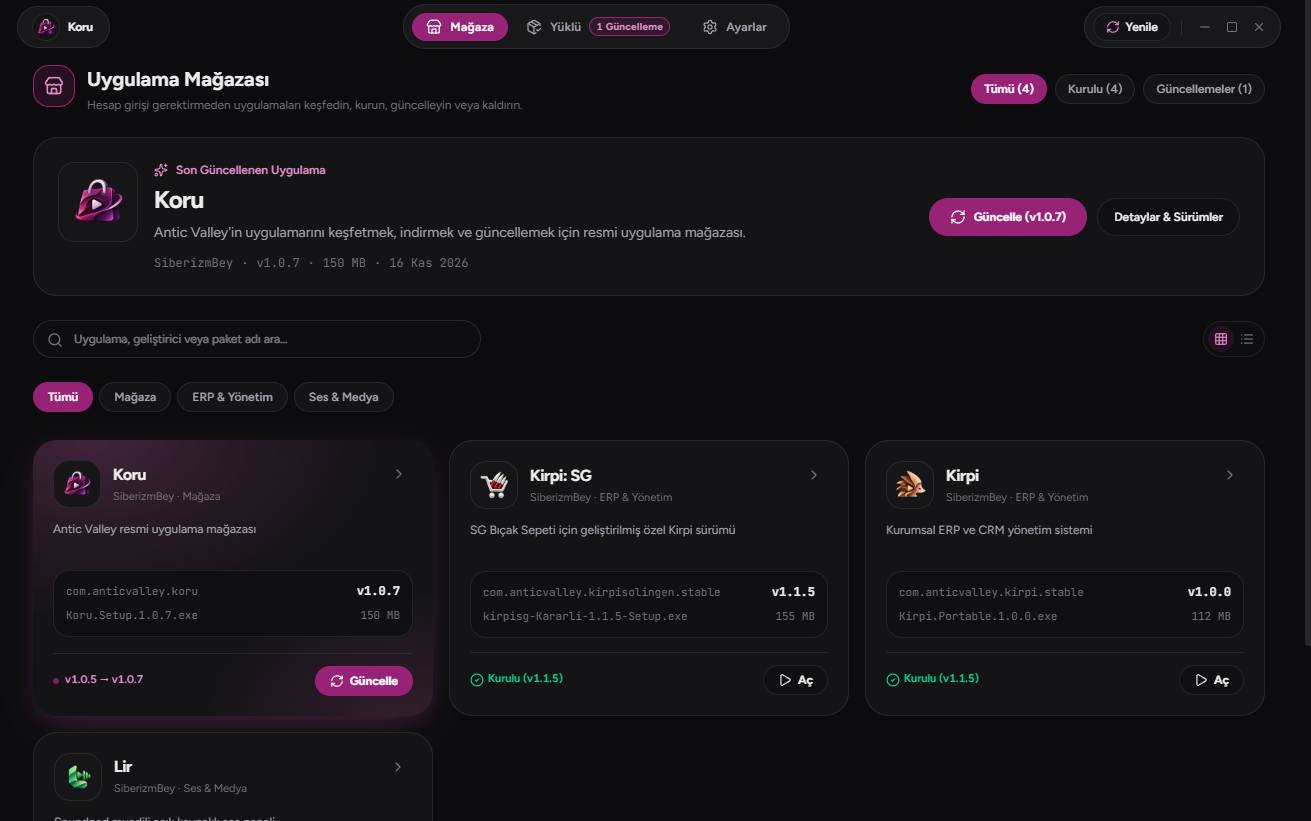 Koru
Mağaza
Yüklü
1 Güncelleme
Ayarlar
Yenile
Uygulama Mağazası
Hesap girişi gerektirmeden uygulamaları keşfedin, kurun, güncelleyin veya kaldırın.
Tümü (4)
Kurulu (4)
Güncellemeler (1)
Son Güncellenen Uygulama
Koru
Antic Valley'in uygulamarını keşfetmek, indirmek ve güncellemek için resmi uygulama mağazası.
SiberizmBey · v1.0.7 · 150 MB · 16 Kas 2026
Güncelle (v1.0.7)
Detaylar & Sürümler
Uygulama, geliştirici veya paket adı ara...
Tümü
Mağaza
ERP & Yönetim
Ses & Medya
Koru
SiberizmBey · Mağaza
Antic Valley resmi uygulama mağazası
com.anticvalley.koru v1.0.7
Koru.Setup.1.0.7.exe 150 MB
v1.0.5 → v1.0.7
Güncelle
Kirpi: SG
SiberizmBey · ERP & Yönetim
SG Bıçak Sepeti için geliştirilmiş özel Kirpi sürümü
com.anticvalley.kirpisolingen.stable v1.1.5
kirpisg-Kararli-1.1.5-Setup.exe 155 MB
Kurulu (v1.1.5)
Aç
Kirpi
SiberizmBey · ERP & Yönetim
Kurumsal ERP ve CRM yönetim sistemi
com.anticvalley.kirpi.stable v1.0.0
Kirpi.Portable.1.0.0.exe 112 MB
Kurulu (v1.1.5)
Aç
Lir
SiberizmBey · Ses & Medya